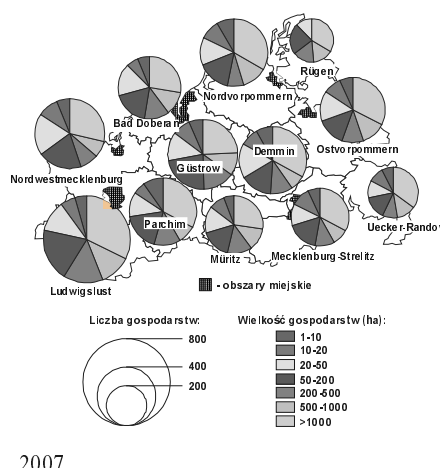 Rügen
Nordvorpommern
Bad Doberan
Ostvorpommern
Demmin
Güstrow
Nordwestmecklenburg
Uecker-Randow
Parchim
Müritz
Mecklenburg-Strelitz
Ludwigslust
- obszary miejskie
Liczba gospodarstw:
800
400
200
Wielkość gospodarstw (ha):
1-10
10-20
20-50
50-200
200-500
500-1000
>1000
2007